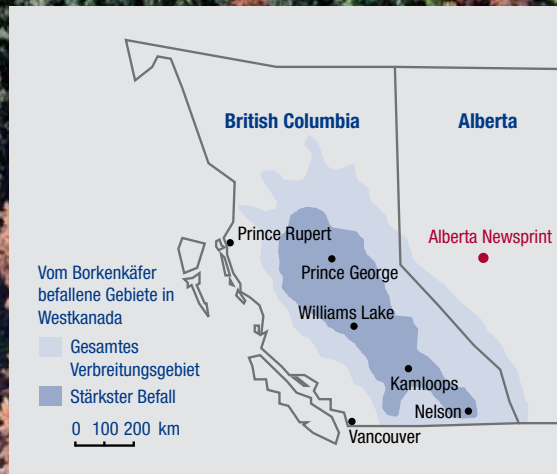 British Columbia
Alberta
Prince Rupert
Alberta Newsprint
Prince George
Vom Borkenkäfer
befallene Gebiete in
Westkanada
Williams Lake
Gesamtes
Verbreitungsgebiet
Kamloops
Stärkster Befall
Nelson
0 100 200 km
Vancouver